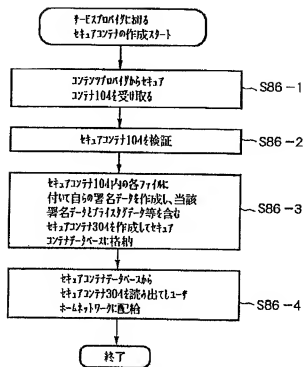 サービスプロバイダにおける
セキュアコンテナの作成スタート
コンテンツプロバイダからセキュア
コンテナ104を受け取る
S86-1
セキュアコンテナ104を検証
S86-2
セキュアコンテナ104内の各ファイルに
付いて自らの署名データを作成し、当該
署名データとプライスタグデータ等を含む
セキュアコンテナ304を作成してセキュア
コンテナデータベースに格納
S86-3
セキュアコンテナデータベースから
セキュアコンテナ304を読み出してユーザ
ホームネットワークに配給
S86-4
終了